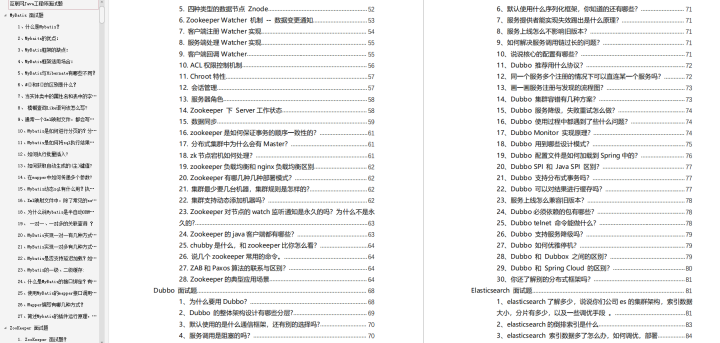 互联网Java工程师面试题
MyBatis 面试题
1、什么是Mybatis?
2、Mybaits的优点:
3、MyBatis框架的缺点:
4、MyBatis框架适用场合:
5、MyBatis与Hibernate有哪些不同?
6、#{}和${}的区别是什么?
7、当实体类中的属性名和表中的字…
8、 模糊查询like语句该怎么写?
9、通常一个Xml映射文件，都会写…
10、Mybatis是如何进行分页的?分…
11、Mybatis是如何将sql执行结果…
12、如何执行批量插入?
13、如何获取自动生成的(主)键值?
14、在mapper中如何传递多个参数?
15、Mybatis动态sql有什么用?执…
16、Xml映射文件中，除了常见的se…
17、为什么说Mybatis是半自动ORM…
19、 一对一、一对多的关联查询 ?
20、MyBatis实现一对一有几种方式…
21、MyBatis实现一对多有几种方式…
22、Mybatis是否支持延迟加载?如…
23、Mybatis的一级、二级缓存:
24、什么是MyBatis的接口绑定?有…
25、使用MyBatis的mapper接口调用…
26、Mapper编写有哪几种方式?
27、简述Mybatis的插件运行原理，…
ZooKeeper 面试题
1. ZooKeeper 面试题?
5. 四种类型的数据节点 Znode	52
6. Zookeeper Watcher 机制 -- 数据变更通知	53
7. 客户端注册 Watcher 实现	54
8. 服务端处理 Watcher 实现	55
9. 客户端回调 Watcher	55
10. ACL 权限控制机制	56
11. Chroot 特性	57
12. 会话管理	57
13. 服务器角色	58
14. Zookeeper 下 Server 工作状态	58
15. 数据同步	59
16. zookeeper 是如何保证事务的顺序一致性的?	61
17. 分布式集群中为什么会有 Master?	61
18. zk 节点宕机如何处理?	61
19. zookeeper 负载均衡和 nginx 负载均衡区别	62
20. Zookeeper 有哪几种几种部署模式?	62
21. 集群最少要几台机器，集群规则是怎样的?	62
22. 集群支持动态添加机器吗?	62
23. Zookeeper 对节点的 watch 监听通知是永久的吗? 为什么不是永
久的?	63
24. Zookeeper 的 java 客户端都有哪些?	63
25. chubby 是什么，和 zookeeper 比你怎么看?	64
26. 说几个 zookeeper 常用的命令。	64
27. ZAB 和 Paxos 算法的联系与区别?	64
28. Zookeeper 的典型应用场景	64
Dubbo 面试题	68
1、为什么要用 Dubbo?	68
2、Dubbo 的整体架构设计有哪些分层?	69
3、默认使用的是什么通信框架，还有别的选择吗?	70
4、服务调用是阻塞的吗?	70
6、默认使用什么序列化框架，你知道的还有哪些?	71
7、服务提供者能实现失效踢出是什么原理?	71
8、服务上线怎么不影响旧版本?	71
9、如何解决服务调用链过长的问题?	71
10、说说核心的配置有哪些?	71
11、Dubbo 推荐用什么协议?	72
12、同一个服务多个注册的情况下可以直连某一个服务吗?	72
13、画一画服务注册与发现的流程图?	73
14、Dubbo 集群容错有几种方案?	73
15、Dubbo 服务降级，失败重试怎么做?	74
16、Dubbo 使用过程中都遇到了些什么问题?	74
17、Dubbo Monitor 实现原理?	74
18、Dubbo 用到哪些设计模式?	75
19、Dubbo 配置文件是如何加载到 Spring 中的?	76
20、Dubbo SPI 和 Java SPI 区别?	77
21、Dubbo 支持分布式事务吗?	77
22、Dubbo 可以对结果进行缓存吗?	77
23、服务上线怎么兼容旧版本?	78
24、Dubbo必须依赖的包有哪些?	78
25、Dubbo telnet 命令能做什么?	78
26、Dubbo 支持服务降级吗?	79
27、Dubbo 如何优雅停机?	79
28、Dubbo 和 Dubbox 之间的区别?	79
29、Dubbo 和 Spring Cloud 的区别?	80
30、你还了解别的分布式框架吗?	81
Elasticsearch 面试题	81
1、elasticsearch 了解多少，说说你们公司 es 的集群架构，索引数据
大小，分片有多少，以及一些调优手段 。	81
2、elasticsearch 的倒排索引是什么	83
3、elasticsearch 索引数据多了怎么办，如何调优，部署	84